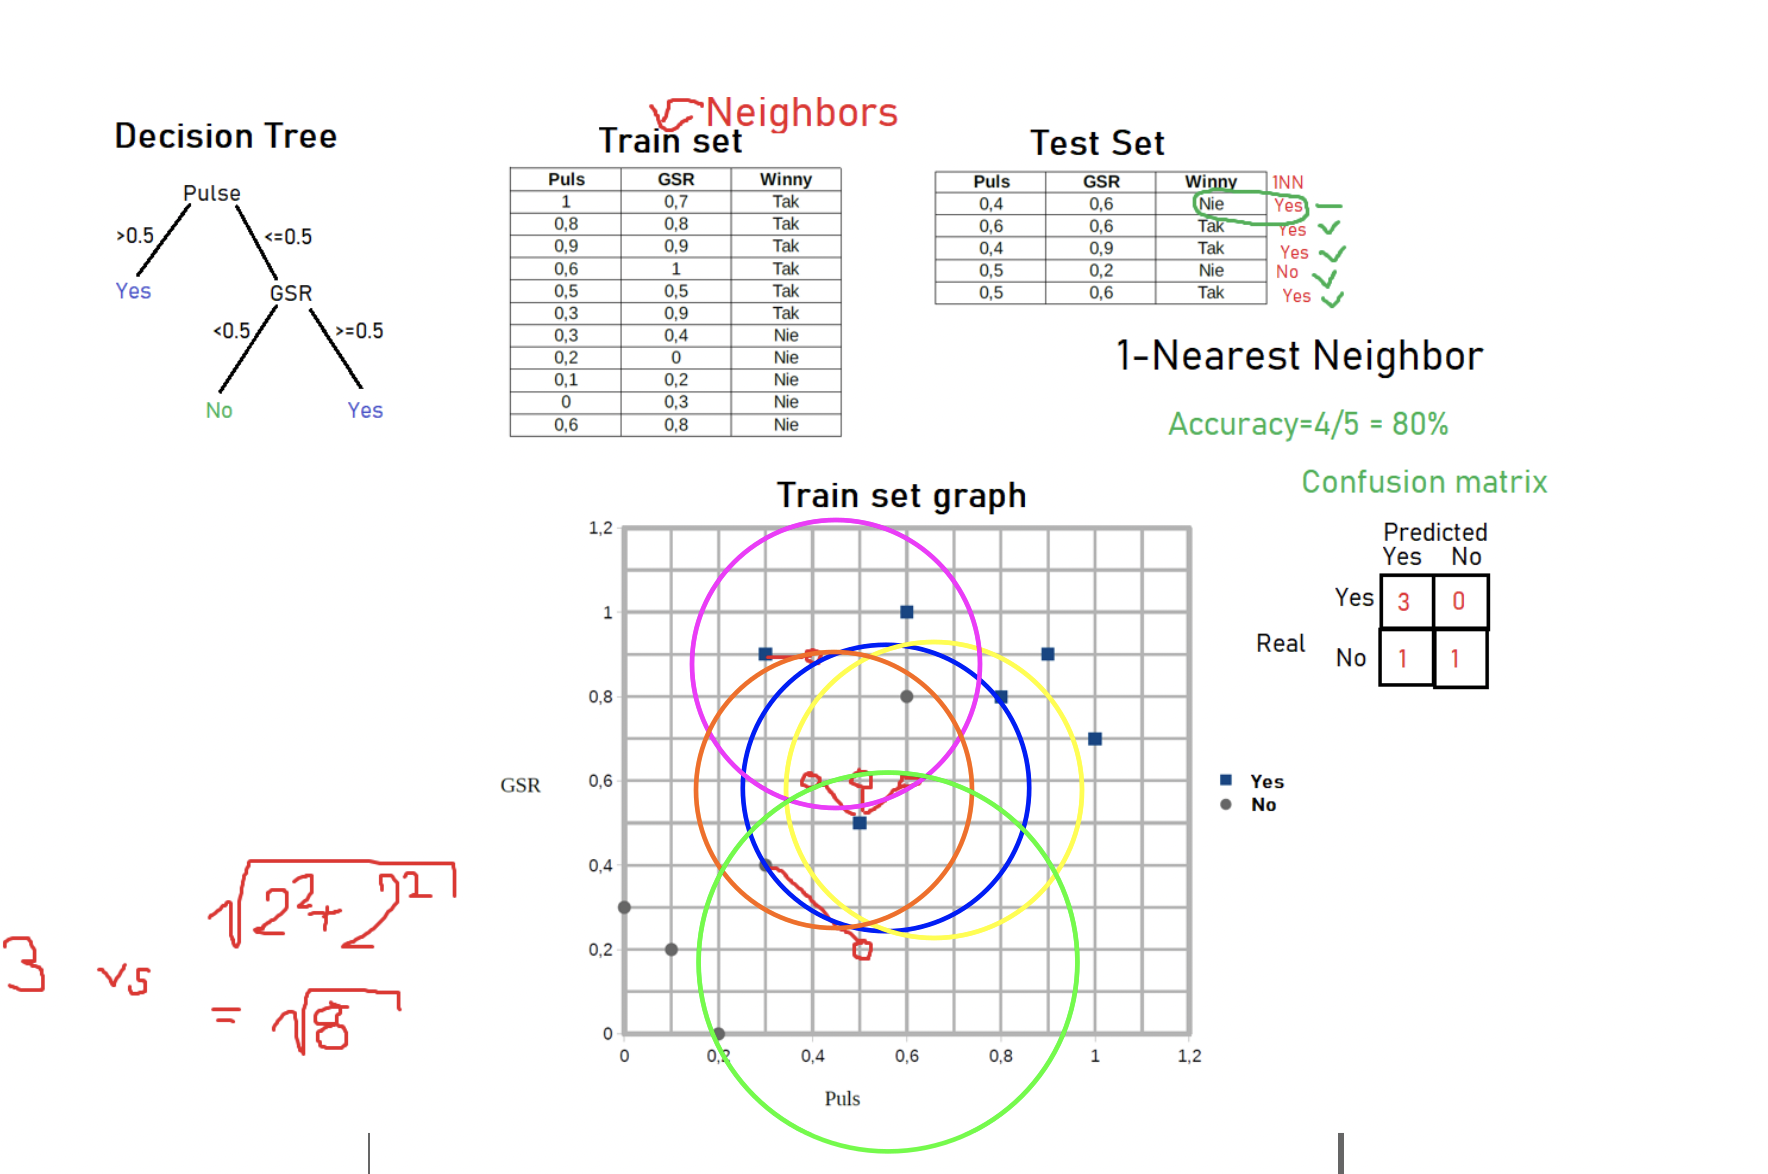 Neighbors
Decision Tree
Train set
Test Set
Pulse
>0.5
<=0.5
Yes
GSR
<0.5
>=0.5
No
Yes
Puls GSR Winny
1 0,7 Tak
0,8 0,8 Tak
0,9 0,9 Tak
0,6 1 Tak
0,5 0,5 Tak
0,3 0,9 Tak
0,3 0,4 Nie
0,2 0 Nie
0,1 0,2 Nie
0 0,3 Nie
0,6 0,8 Nie
Puls GSR Winny 1NN
0,4 0,6 Nie Yes
0,6 0,6 Tak Yes
0,4 0,9 Tak Yes
0,5 0,2 Nie No
0,5 0,6 Tak Yes
1-Nearest Neighbor
Accuracy=4/5 = 80%
Confusion matrix
Predicted
Yes No
Yes 3 0
Real
No 1 1
Train set graph
1,2
1
0,8
0,6
0,4
0,2
0
GSR
0 0,2 0,4 0,6 0,8 1 1,2
Puls
Yes
No
√2²+2²
3 vs
= √8